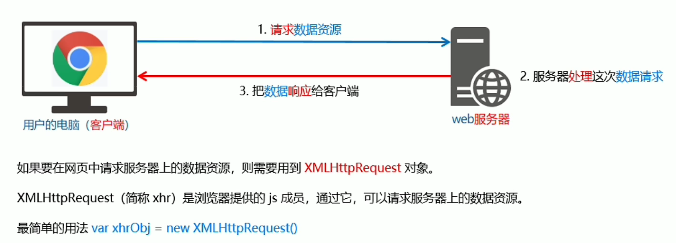 1. 请求数据资源
2. 服务器处理这次数据请求
3. 把数据响应给客户端
用户的电脑（客户端）
web服务器
如果要在网页中请求服务器上的数据资源，则需要用到 XMLHttpRequest 对象。
XMLHttpRequest（简称 xhr）是浏览器提供的 js 成员，通过它，可以请求服务器上的数据资源。
最简单的用法 var xhrObj = new XMLHttpRequest()